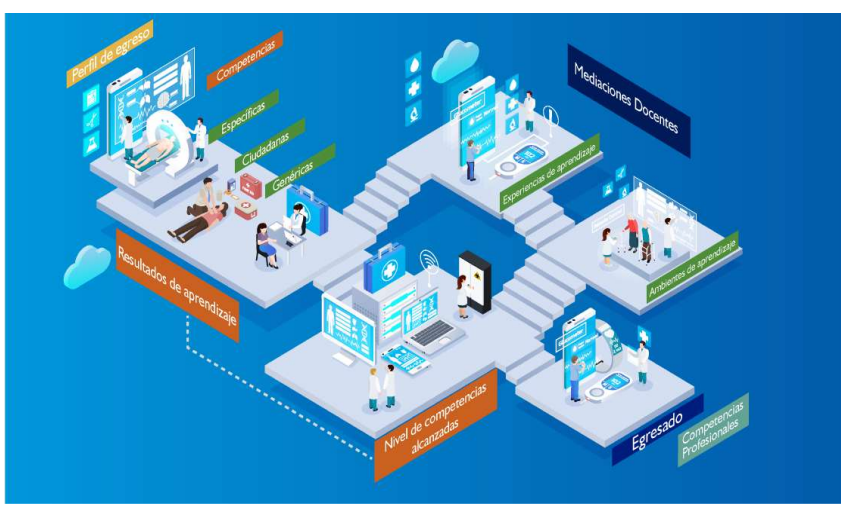 Perfil de egreso
Competencias
Específicas
Ciudadanas
Genéricas
Resultados de aprendizaje
Mediaciones Docentes
Experiencias de aprendizaje
Ambientes de aprendizaje
Nivel de competencias
alcanzadas
Egresado
Competencias
Profesionales